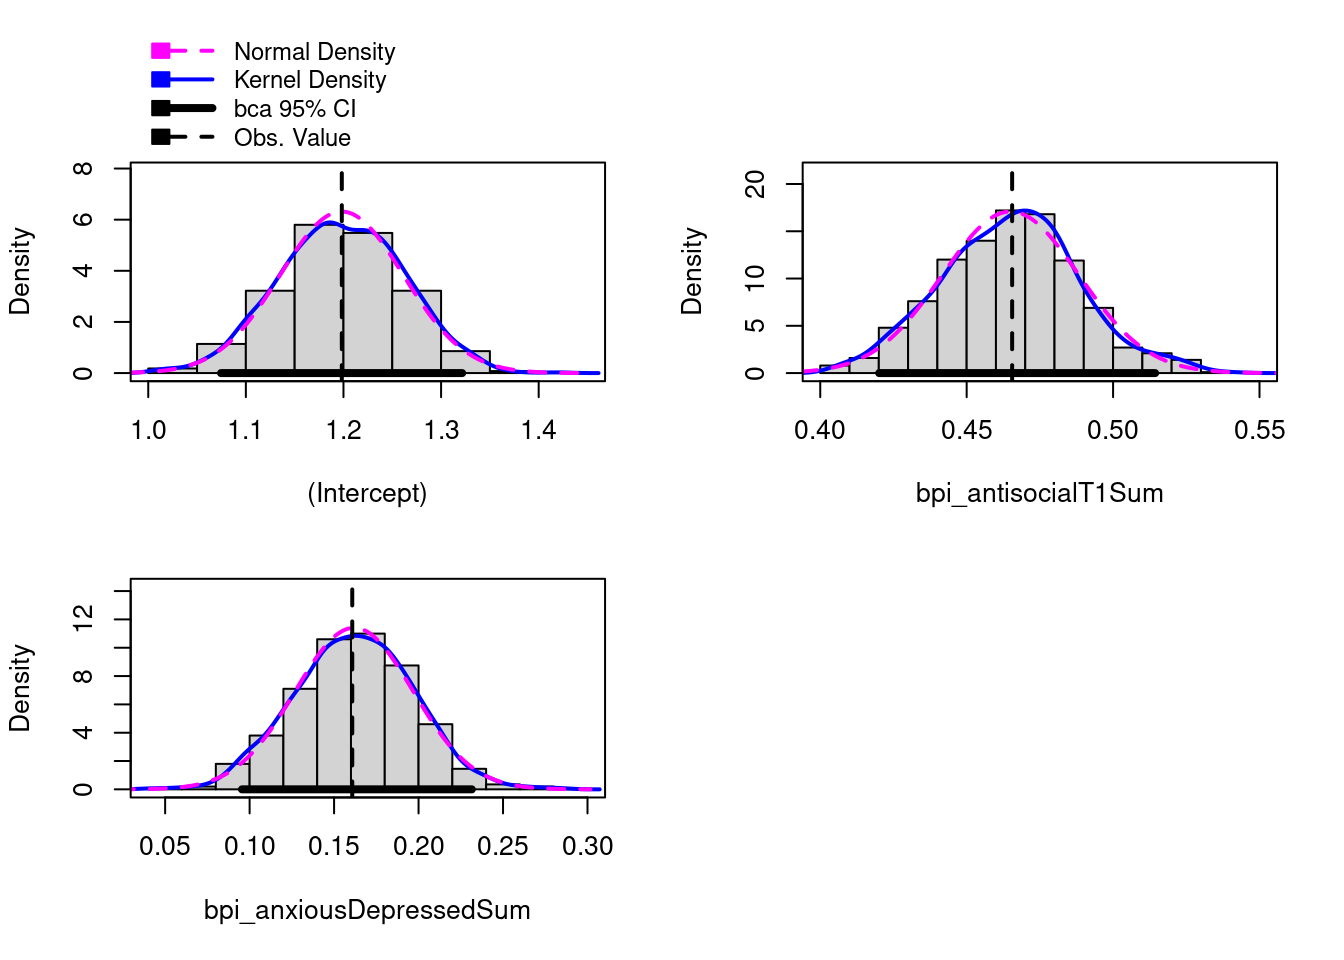 Normal Density
Kernel Density
bca 95% CI
Obs. Value
Density
0 2 4 6 8
1.0 1.1 1.2 1.3 1.4
(Intercept)
Density
0 5 10 20
0.40 0.45 0.50 0.55
bpi_antisocialT1Sum
Density
0 4 8 12
0.05 0.10 0.15 0.20 0.25 0.30
bpi_anxiousDepressedSum